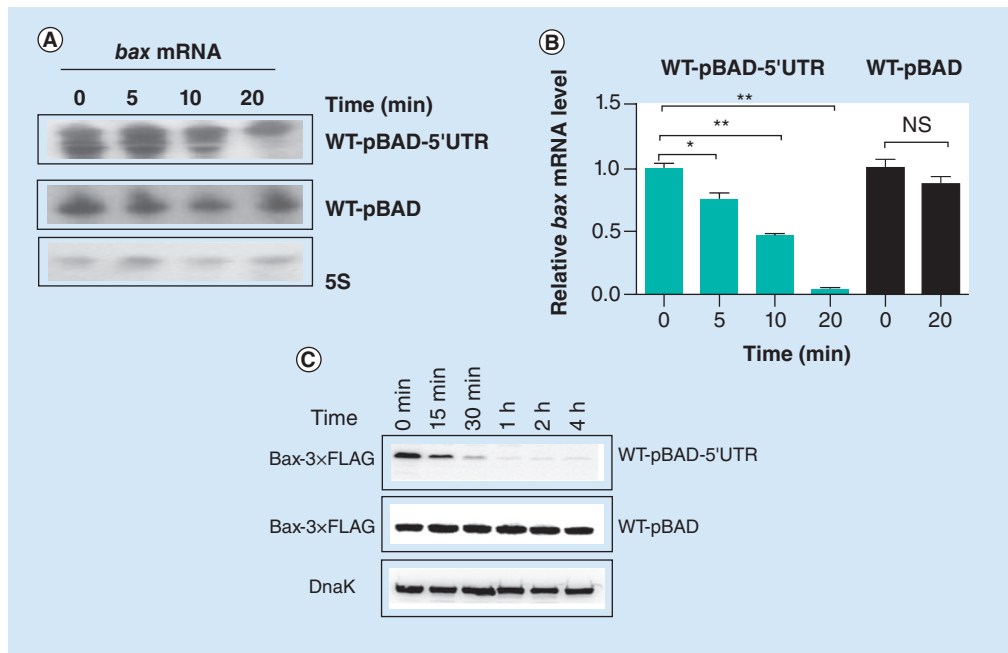 A
bax mRNA
0 5 10 20 Time (min)
WT-pBAD-5'UTR
WT-pBAD
5S
B
WT-pBAD-5'UTR WT-pBAD
Relative bax mRNA level
1.5
1.0
0.5
0.0
**
**
*
NS
0 5 10 20 0 20
Time (min)
C
Time 0 min 15 min 30 min 1 h 2 h 4 h
Bax-3×FLAG WT-pBAD-5'UTR
Bax-3×FLAG WT-pBAD
DnaK